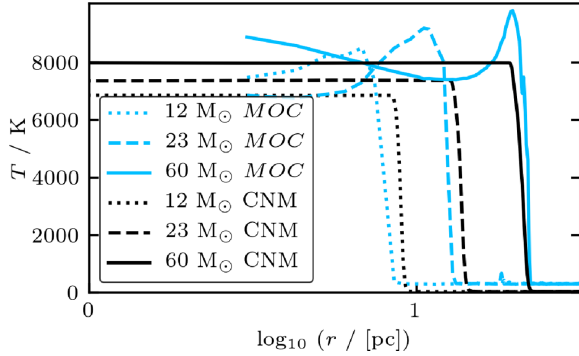 8000
6000
4000
2000
0
T / K
12 M⊙ MOC
23 M⊙ MOC
60 M⊙ MOC
12 M⊙ CNM
23 M⊙ CNM
60 M⊙ CNM
0 1
log₁₀ (r / [pc])